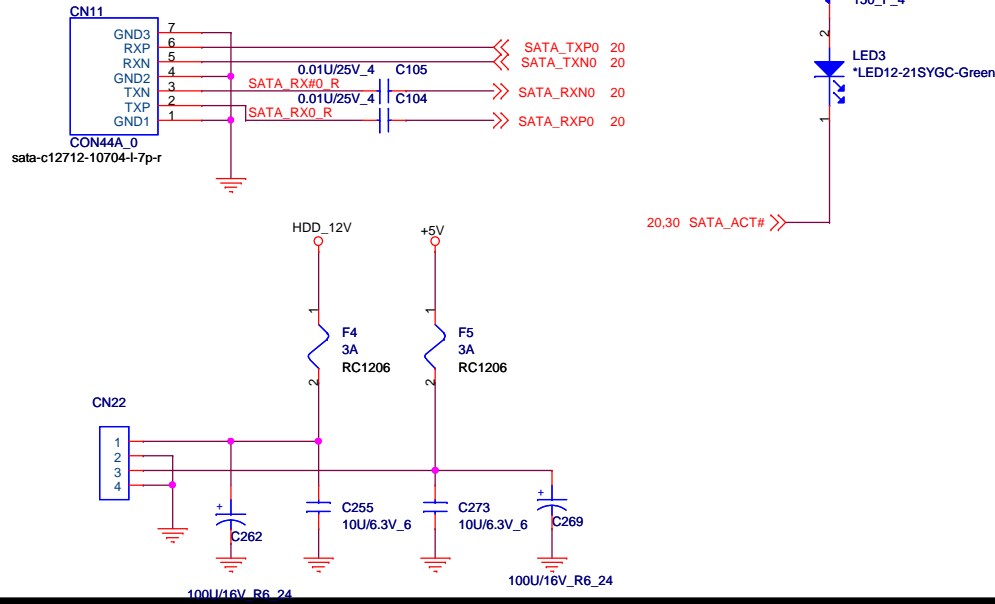 CN11
150_F_4
GND3 7
RXP 6
RXN 5
GND2 4
TXN 3
TXP 2
GND1 1
SATA_TXP0 20
SATA_TXN0 20
0.01U/25V_4 C105
SATA_RX#0_R
SATA_RXN0 20
0.01U/25V_4 C104
SATA_RX0_R
SATA_RXP0 20
CON44A_0
sata-c12712-10704-l-7p-r
2
LED3
*LED12-21SYGC-Green
1
20,30 SATA_ACT#
HDD_12V
+5V
1
F4
3A
RC1206
2
1
F5
3A
RC1206
2
CN22
1
2
3
4
+
C262
100U/16V_R6_24
C255
10U/6.3V_6
C273
10U/6.3V_6
+
C269
100U/16V_R6_24